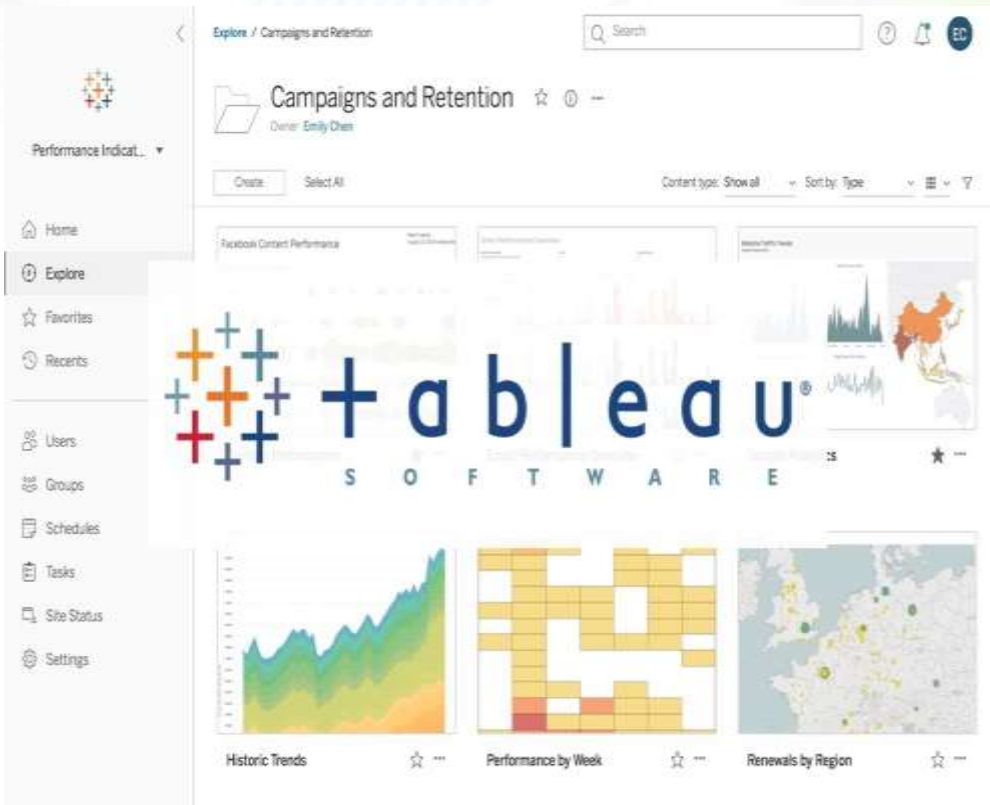 Explore / Campaigns and Retention
Search
?
EC
Campaigns and Retention
Owner: Emily Chen
Performance Indicat...
Create Select All
Content type: Show all Sort by: Type
Home
Explore
Favorites
Recents
Users
Groups
Schedules
Tasks
Site Status
Settings
Facebook Content Performance
tableau®
SOFTWARE
Historic Trends
Performance by Week
Renewals by Region